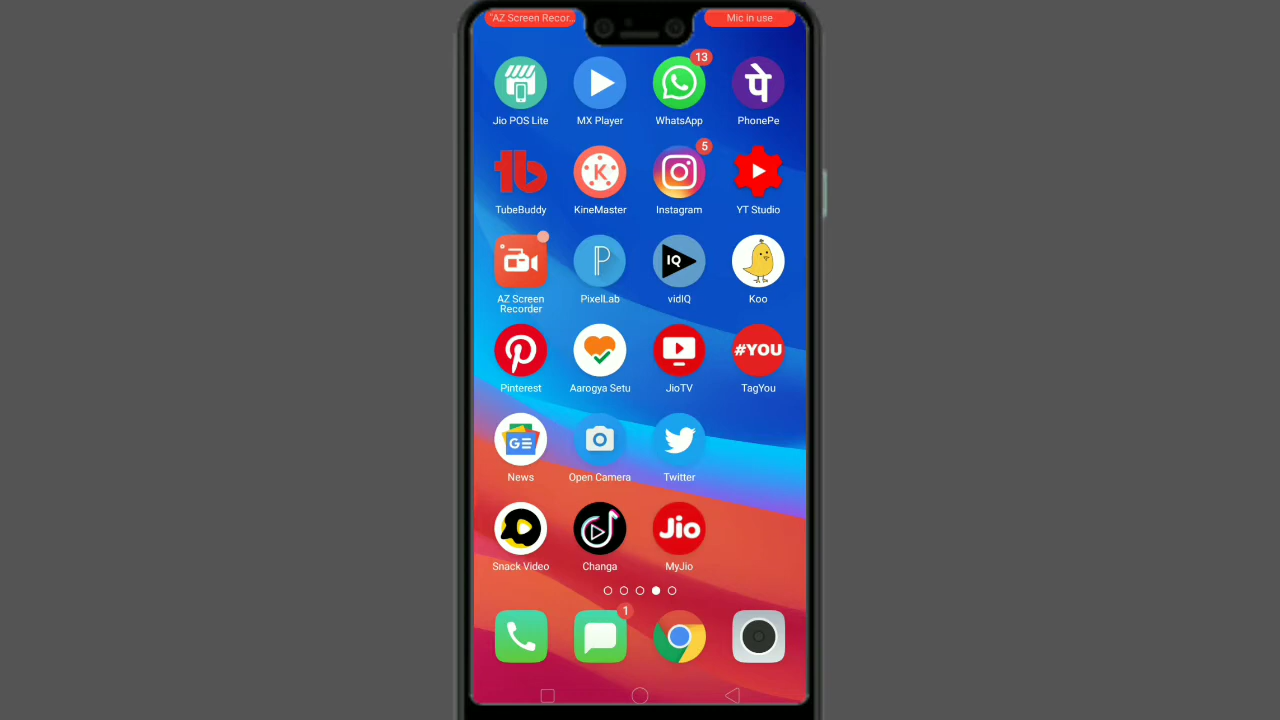 "AZ Screen Recor...
Mic in use
13
Jio POS Lite
MX Player
WhatsApp
पे
PhonePe
5
tb
TubeBuddy
K
KineMaster
Instagram
YT Studio
AZ Screen
Recorder
P
PixelLab
IQ
vidIQ
Koo
Pinterest
Aarogya Setu
JioTV
#YOU
TagYou
GE
News
Open Camera
Twitter
Snack Video
Changa
Jio
MyJio
1